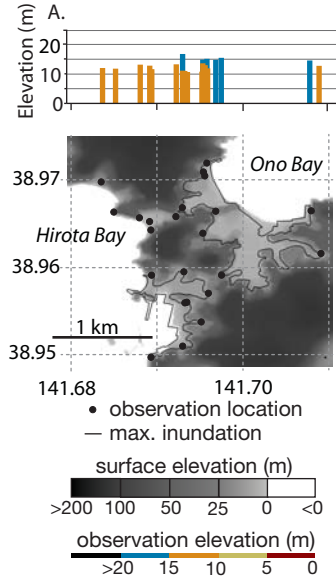 A.
Elevation (m)
20
10
0
38.97
38.96
38.95
Ono Bay
Hirota Bay
1 km
141.68
141.70
observation location
max. inundation
surface elevation (m)
>200 100 50 25 0 <0
observation elevation (m)
>20 15 10 5 0